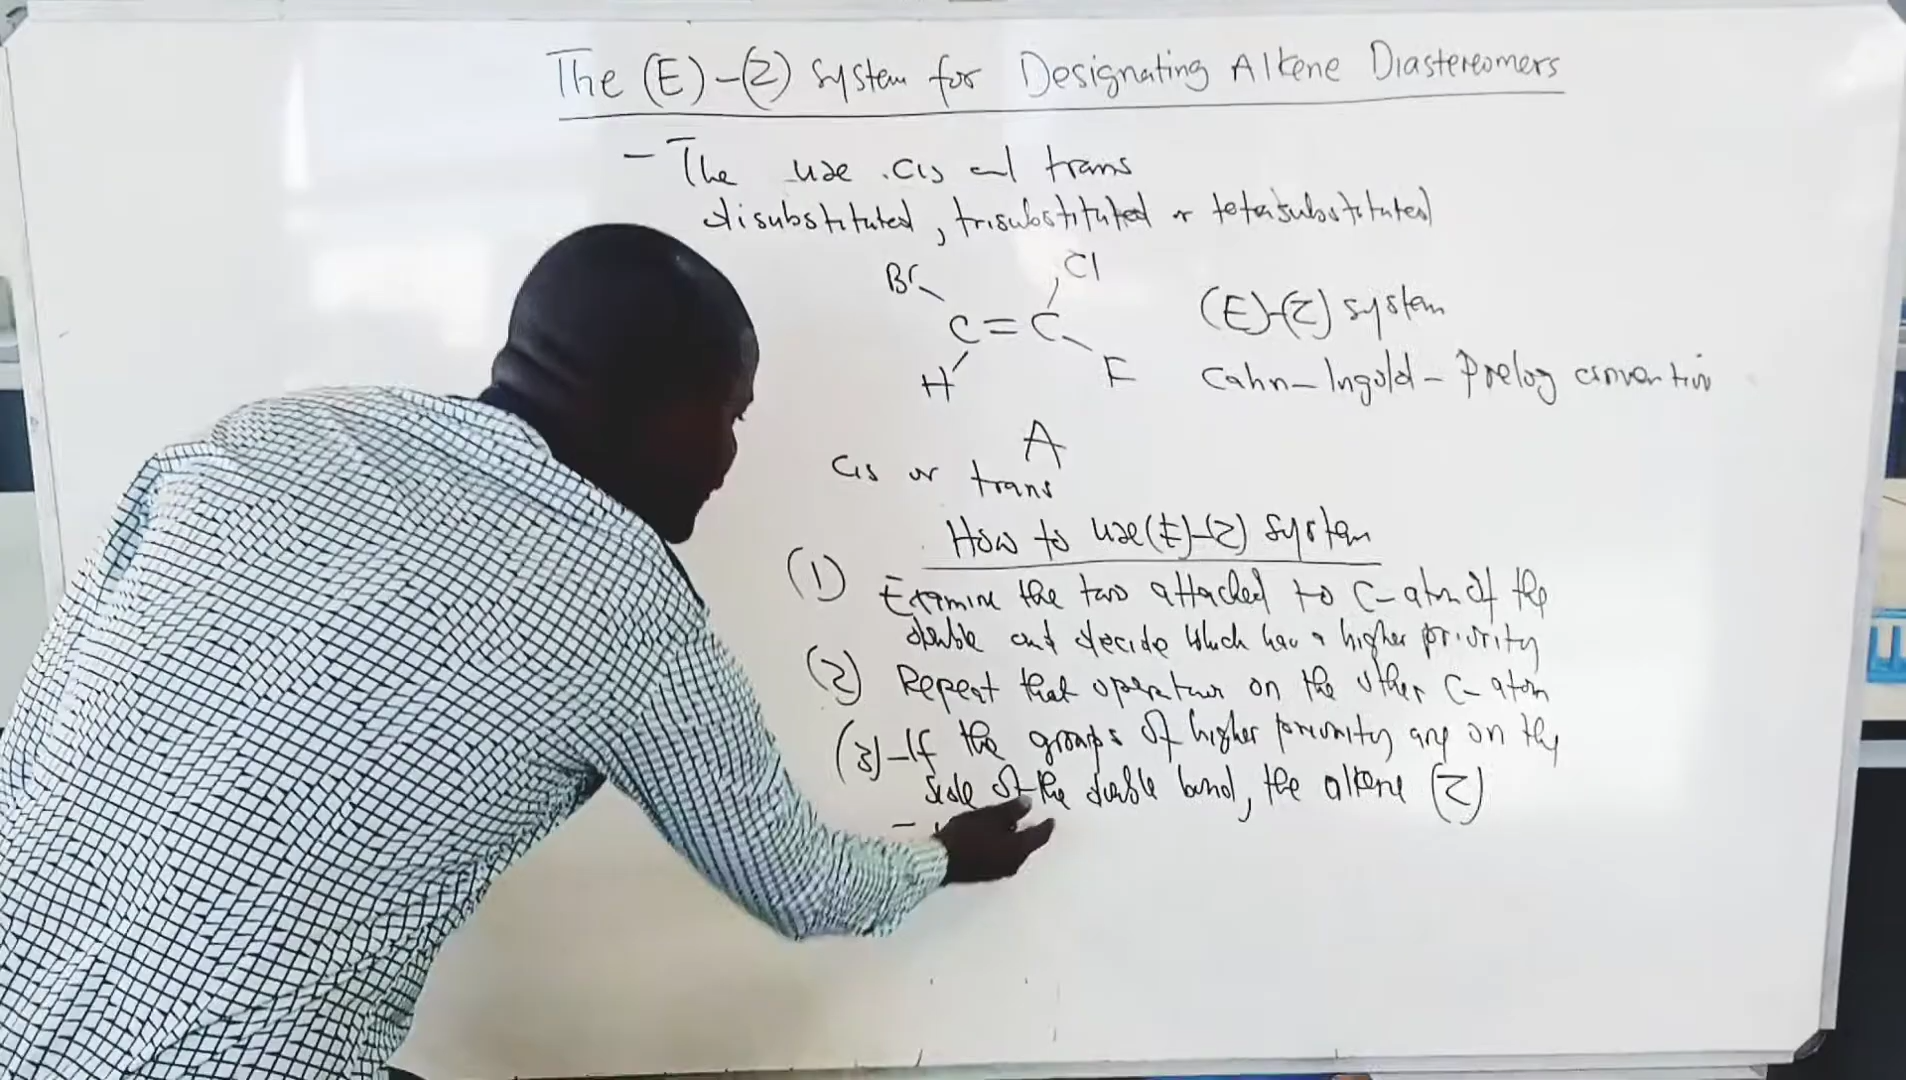 The (E)-(Z) system for Designating Alkene Diastereomers
- The use cis and trans
disubstituted, trisubstituted or tetrasubstituted
Br Cl
C=C
H F
(E)-(Z) system
Cahn-Ingold-Prelog convention
A
cis or trans
How to use (E)-(Z) system
(1) Examine the two attached to C-atom of the
double and decide which has a higher priority
(2) Repeat that operation on the other C-atom
(3) - If the groups of higher priority are on the
side of the double bond, the alkene (Z)
-